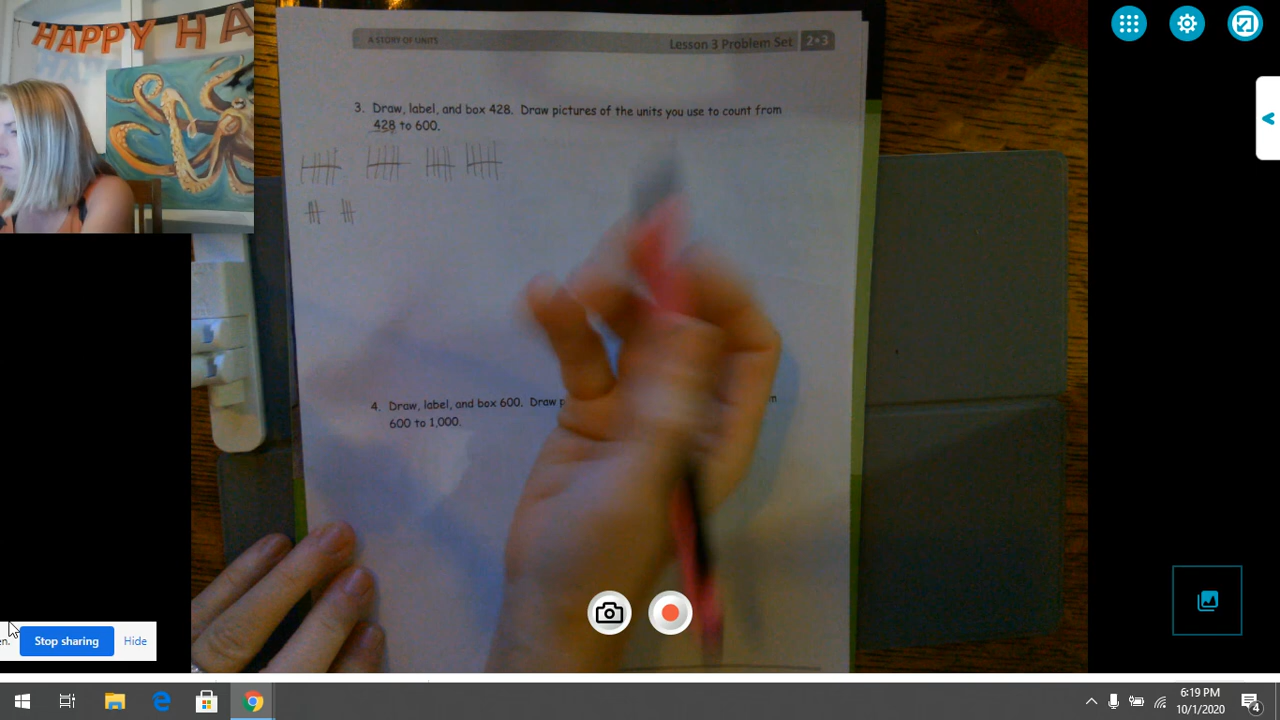 HAPPY HA
A STORY OF UNITS
Lesson 3 Problem Set 2•3
3. Draw, label, and box 428. Draw pictures of the units you use to count from
428 to 600.
4. Draw, label, and box 600. Draw p
600 to 1,000.
Stop sharing
Hide
6:19 PM
10/1/2020
4